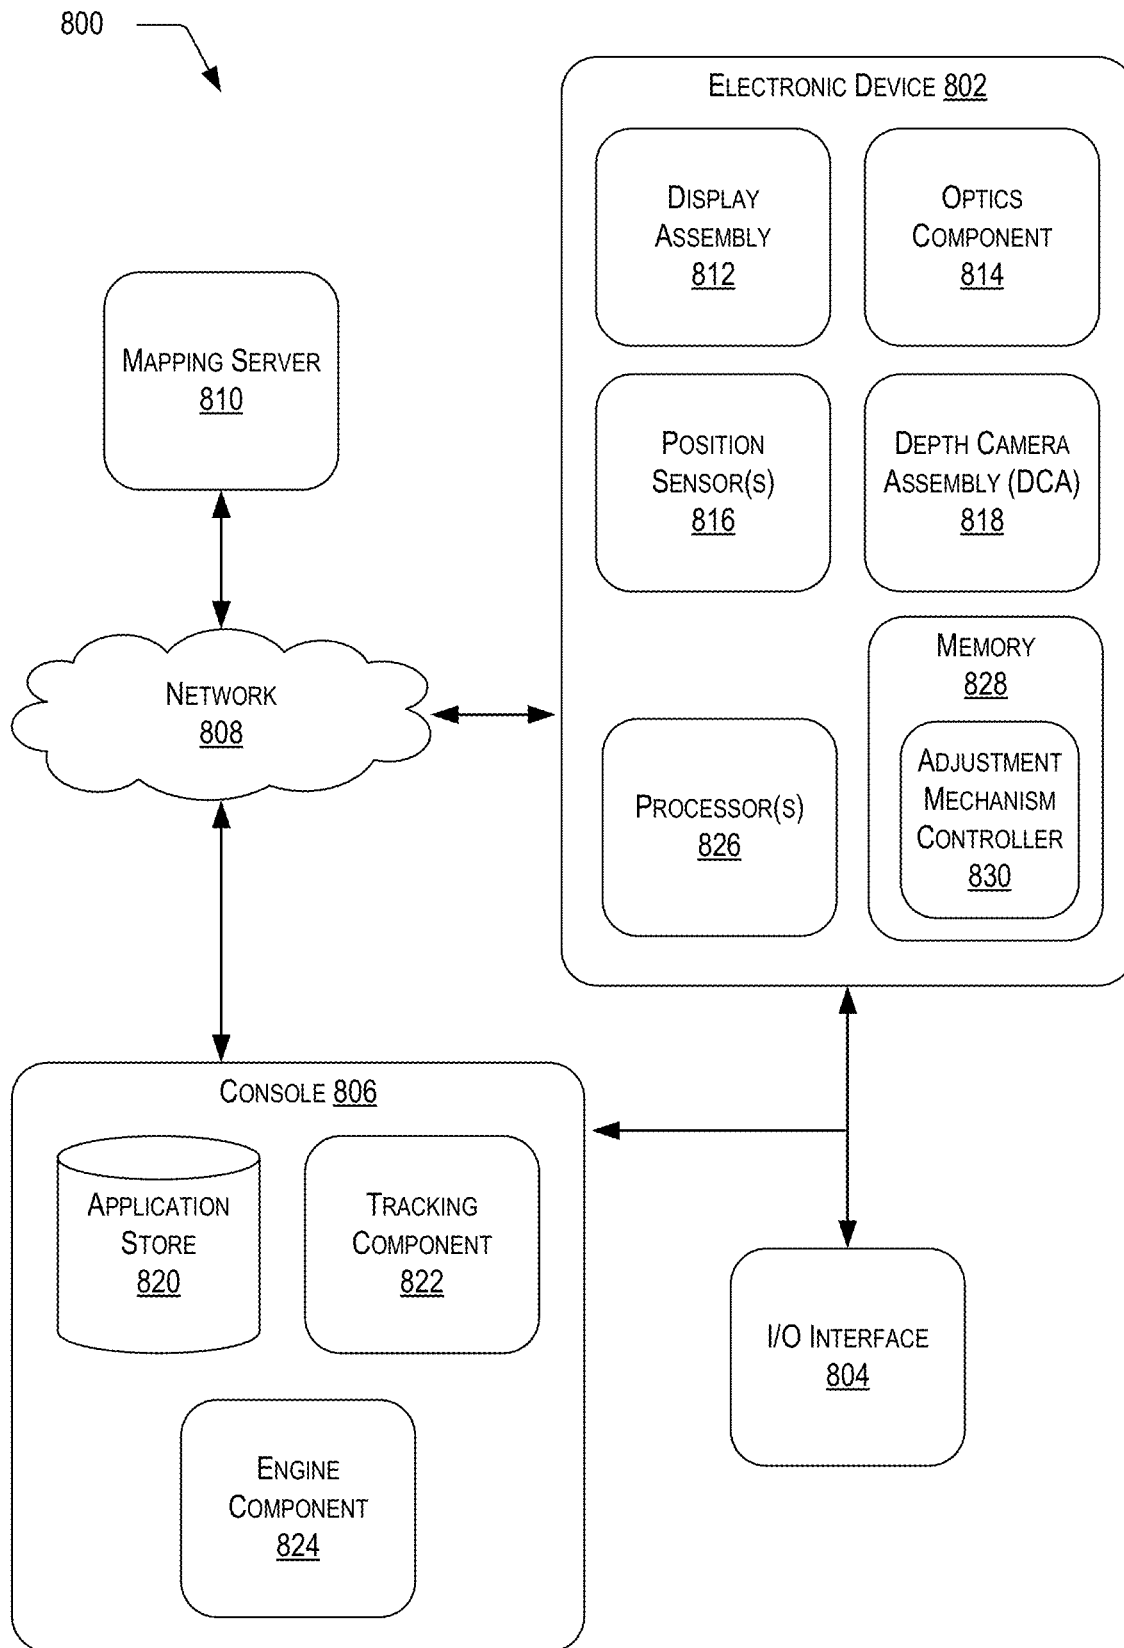 800
ELECTRONIC DEVICE 802
DISPLAY
ASSEMBLY
812
OPTICS
COMPONENT
814
MAPPING SERVER
810
POSITION
SENSOR(S)
816
DEPTH CAMERA
ASSEMBLY (DCA)
818
NETWORK
808
PROCESSOR(S)
826
MEMORY
828
ADJUSTMENT
MECHANISM
CONTROLLER
830
CONSOLE 806
APPLICATION
STORE
820
TRACKING
COMPONENT
822
ENGINE
COMPONENT
824
I/O INTERFACE
804